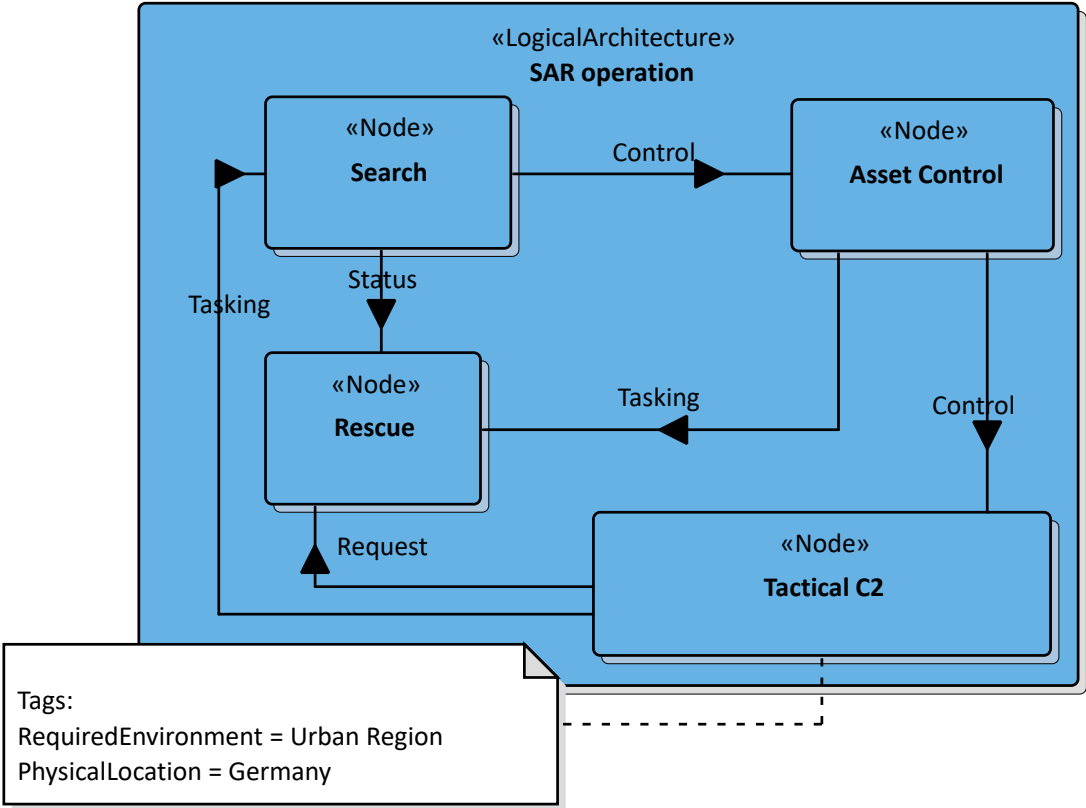 «LogicalArchitecture»
SAR operation
«Node»
Search
Control
«Node»
Asset Control
Status
Tasking
«Node»
Rescue
Tasking
Control
Request
«Node»
Tactical C2
Tags:
RequiredEnvironment = Urban Region
PhysicalLocation = Germany